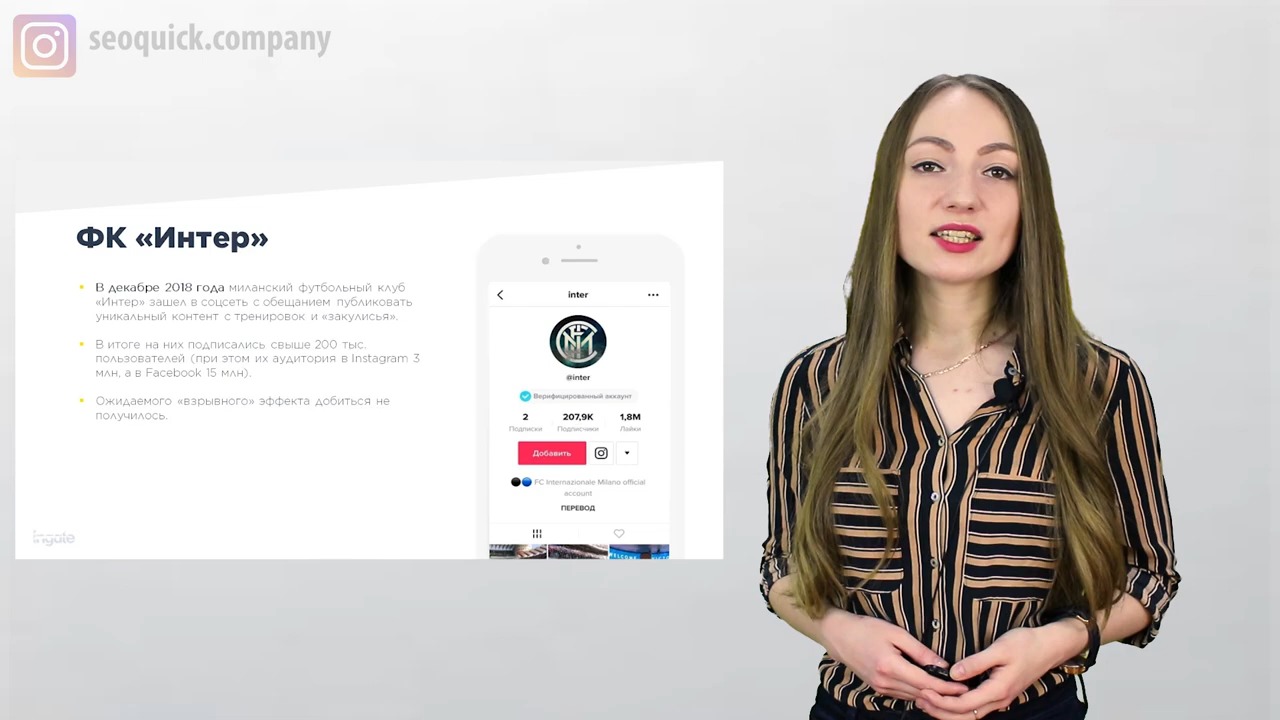 seoquick.company
ФК «Интер»
В декабре 2018 года миланский футбольный клуб
«Интер» зашел в соцсеть с обещанием публиковать
уникальный контент с тренировок и «закулисья».
В итоге на них подписались свыше 200 тыс.
пользователей (при этом их аудитория в Instagram 3
млн, а в Facebook 15 млн).
Ожидаемого «взрывного» эффекта добиться не
получилось.
ingate
inter
@inter
Верифицированный аккаунт
2 207,9K 1,8M
Подписки Подписчики Лайки
Добавить
FC Internazionale Milano official
account
ПЕРЕВОД
WELCOME